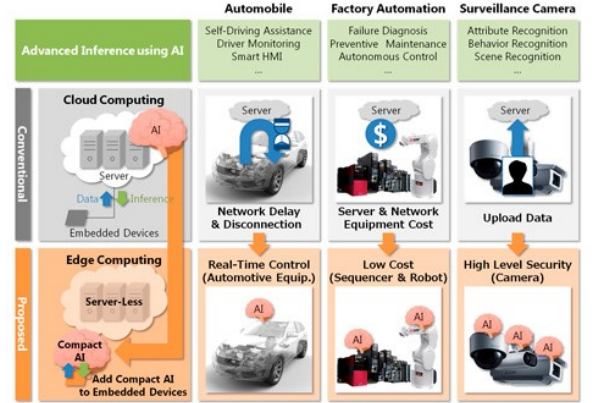 Automobile
Factory Automation
Surveillance Camera
Advanced Inference using AI
Self-Driving Assistance
Driver Monitoring
Smart HMI
...
Failure Diagnosis
Preventive Maintenance
Autonomous Control
...
Attribute Recognition
Behavior Recognition
Scene Recognition
...
Conventional
Cloud Computing
AI
Server
Data
Inference
Embedded Devices
Server
Network Delay
& Disconnection
Server
$
Server & Network
Equipment Cost
Server
Upload Data
Proposed
Edge Computing
Server-Less
Compact
AI
Add Compact AI
to Embedded Devices
Real-Time Control
(Automotive Equip.)
AI
Low Cost
(Sequencer & Robot)
AI
AI
High Level Security
(Camera)
AI
AI
AI